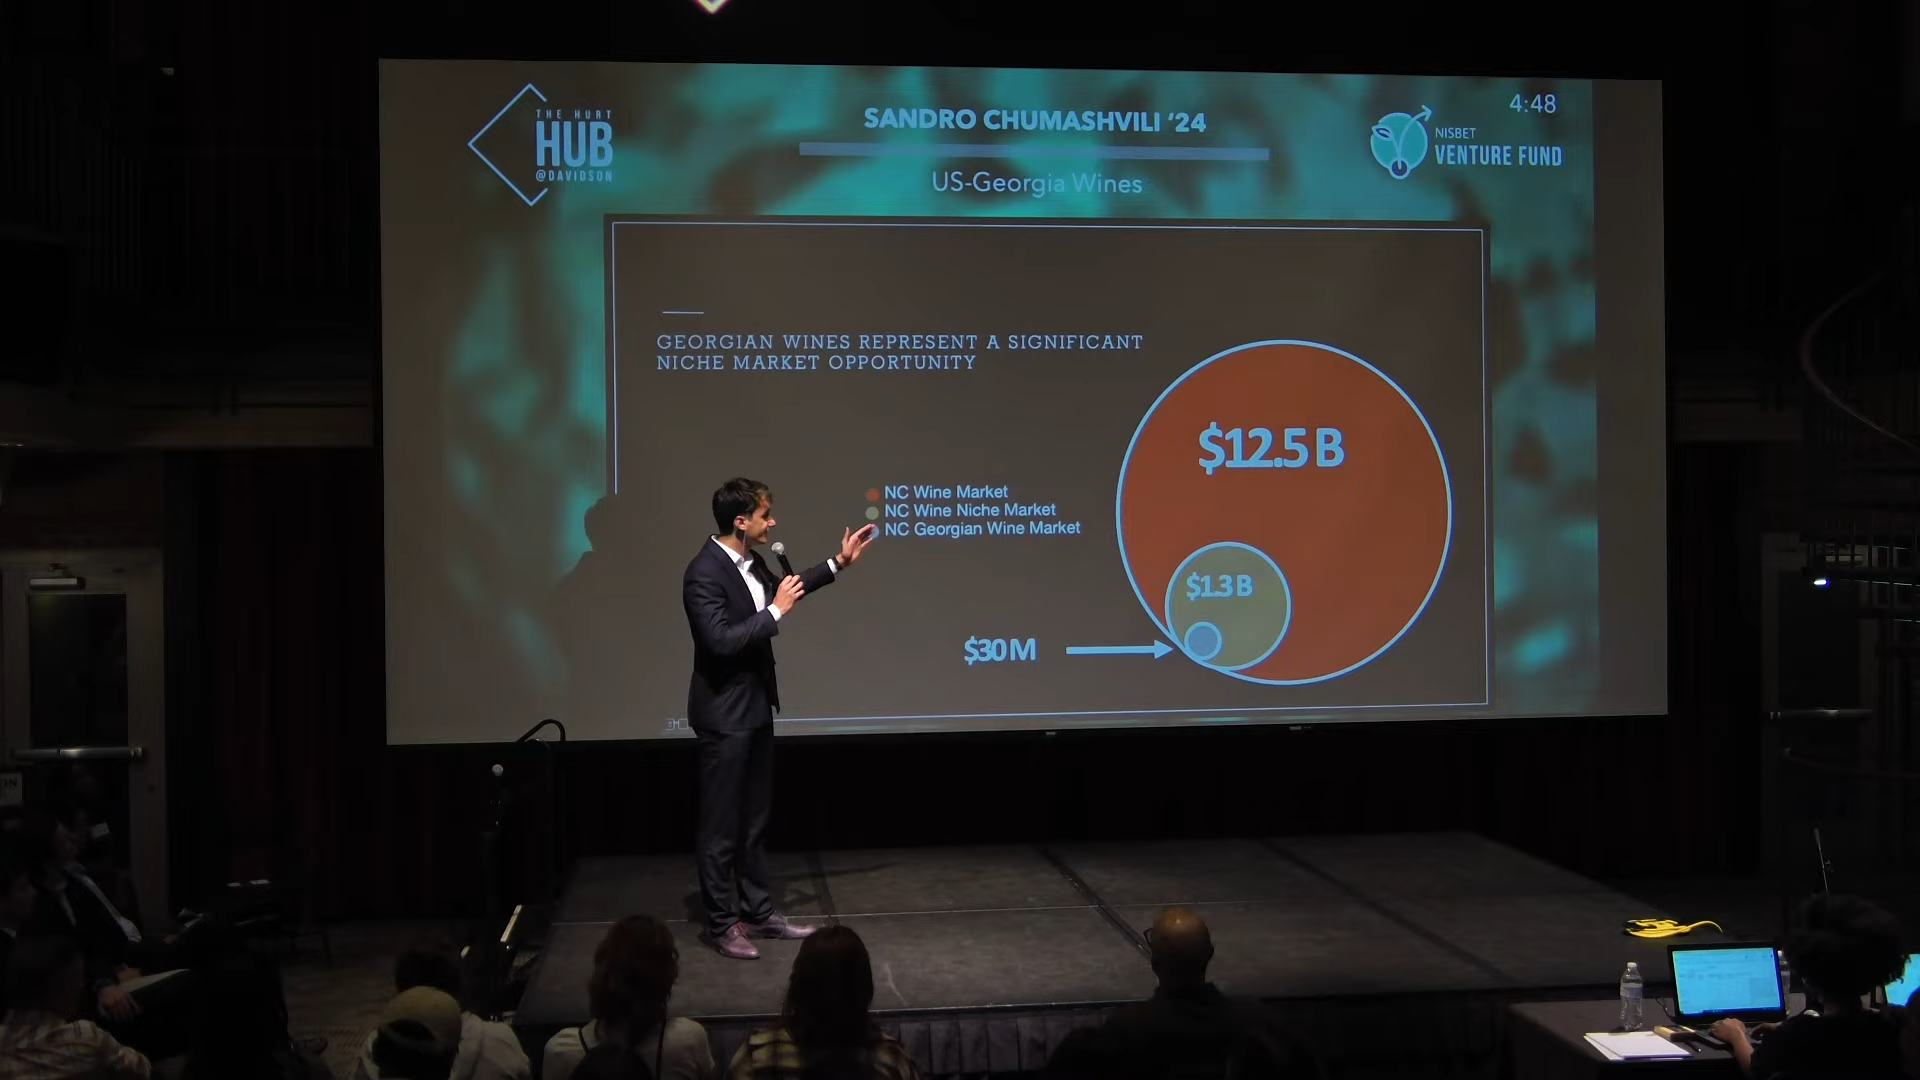 THE HURT
HUB
@DAVIDSON
SANDRO CHUMASHVILI '24
US-Georgia Wines
4:48
NISBET
VENTURE FUND
GEORGIAN WINES REPRESENT A SIGNIFICANT
NICHE MARKET OPPORTUNITY
$12.5 B
NC Wine Market
NC Wine Niche Market
NC Georgian Wine Market
$1.3 B
$30 M